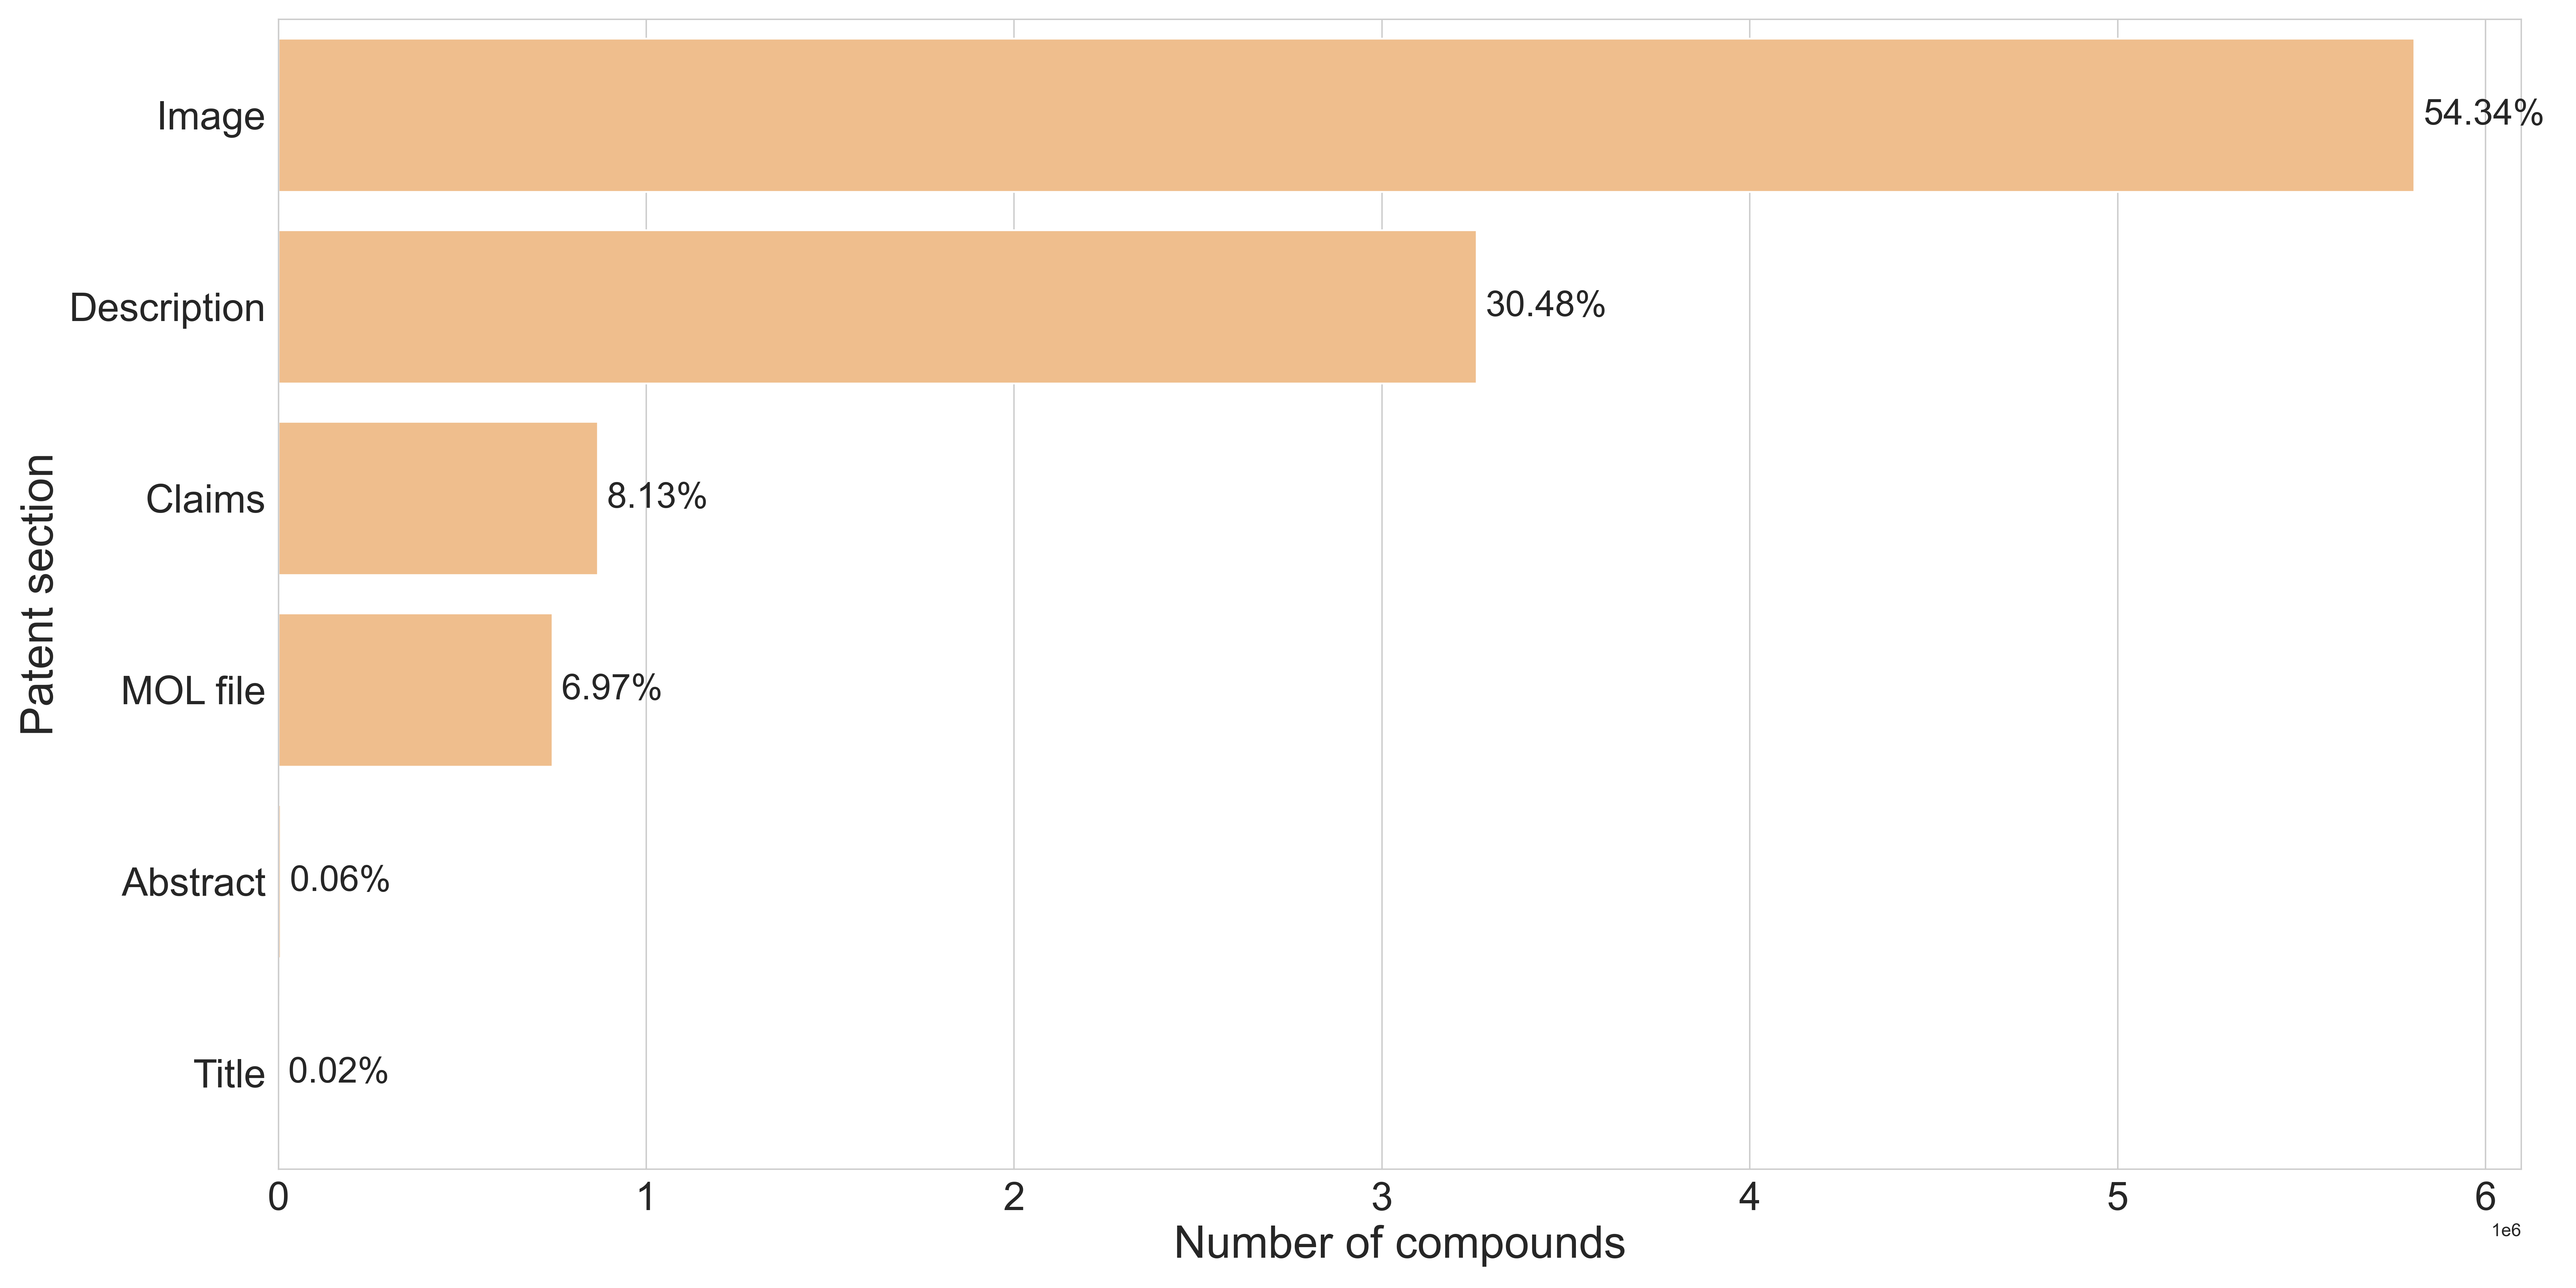 Image
54.34%
Description
30.48%
Claims
8.13%
MOL file
6.97%
Abstract
0.06%
Title
0.02%
Patent section
0 1 2 3 4 5 6
1e6
Number of compounds